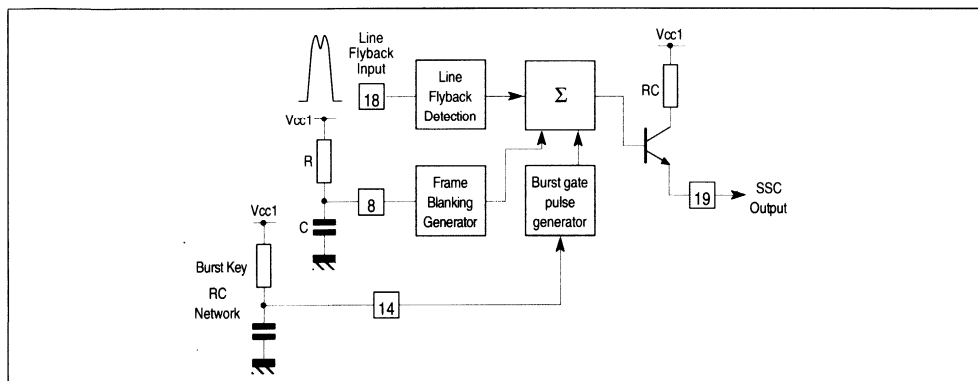 Line
Flyback
Input
18
Line
Flyback
Detection
Σ
Vcc1
RC
Vcc1
R
C
8
Frame
Blanking
Generator
Burst gate
pulse
generator
19
SSC
Output
Vcc1
Burst Key
RC
Network
14